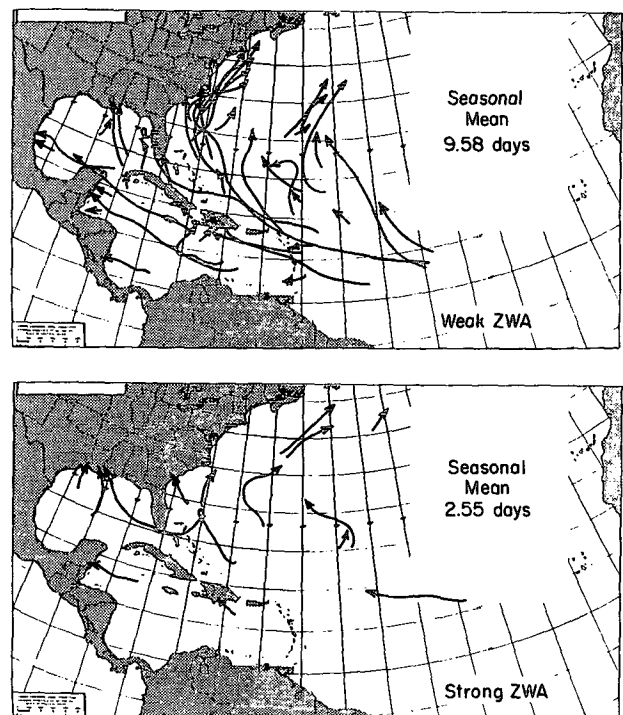 Seasonal
Mean
9.58 days
Weak ZWA
Seasonal
Mean
2.55 days
Strong ZWA